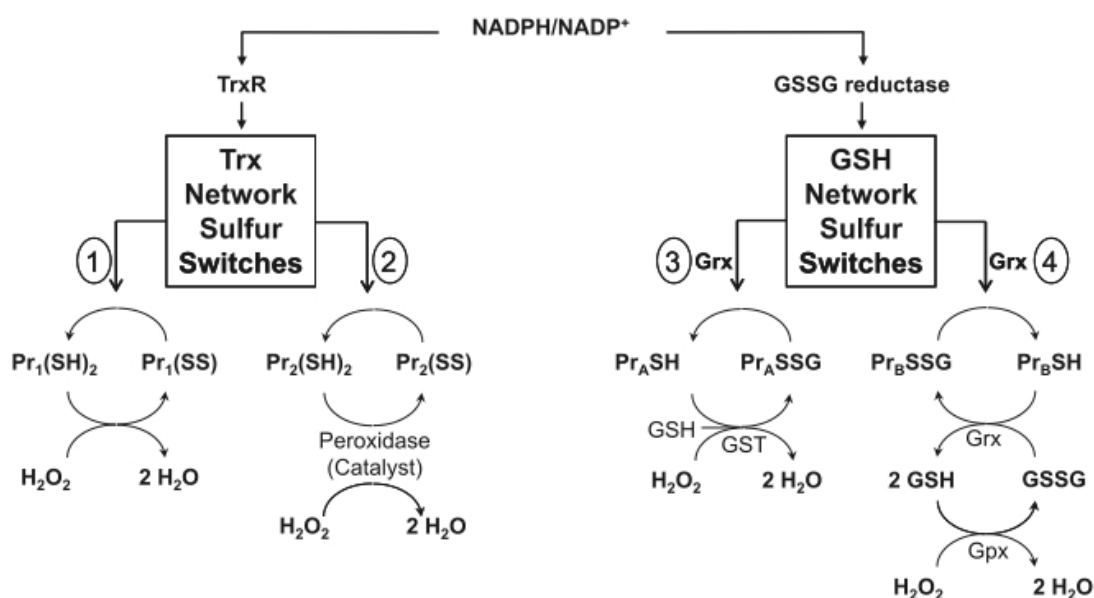 NADPH/NADP⁺
TrxR
GSSG reductase
Trx
Network
Sulfur
Switches
GSH
Network
Sulfur
Switches
1
2
3 Grx
Grx 4
Pr₁(SH)₂ Pr₁(SS)
Pr₂(SH)₂ Pr₂(SS)
PrₐSH PrₐSSG
Pr_BSSG Pr_BSH
H₂O₂ 2 H₂O
Peroxidase
(Catalyst)
H₂O₂ 2 H₂O
GSH
GST
H₂O₂ 2 H₂O
Grx
2 GSH GSSG
Gpx
H₂O₂ 2 H₂O